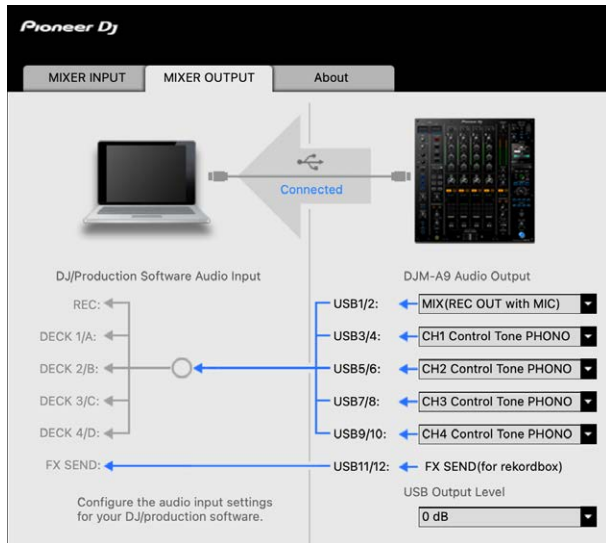 Pioneer Dj
MIXER INPUT MIXER OUTPUT About
Connected
DJ/Production Software Audio Input DJM-A9 Audio Output
REC: USB1/2: MIX(REC OUT with MIC)
DECK 1/A: USB3/4: CH1 Control Tone PHONO
DECK 2/B: USB5/6: CH2 Control Tone PHONO
DECK 3/C: USB7/8: CH3 Control Tone PHONO
DECK 4/D: USB9/10: CH4 Control Tone PHONO
FX SEND: USB11/12: FX SEND(for rekordbox)
USB Output Level
Configure the audio input settings
for your DJ/production software.
0 dB